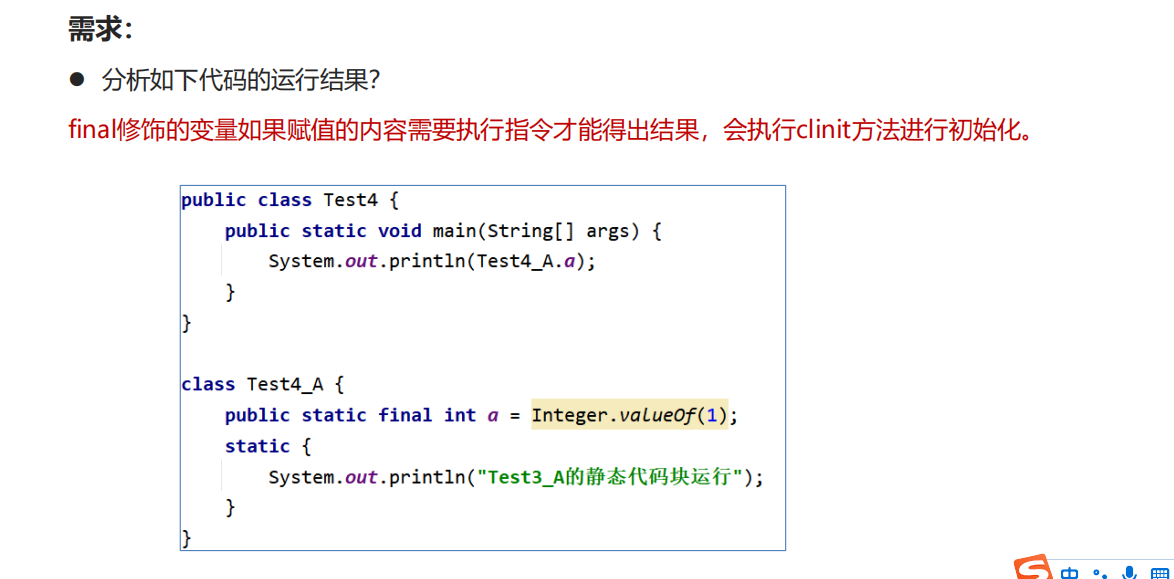 需求：
● 分析如下代码的运行结果？
final修饰的变量如果赋值的内容需要执行指令才能得出结果，会执行clinit方法进行初始化。
public class Test4 {
    public static void main(String[] args) {
        System.out.println(Test4_A.a);
    }
}
class Test4_A {
    public static final int a = Integer.valueOf(1);
    static {
        System.out.println("Test3_A的静态代码块运行");
    }
}
S 中